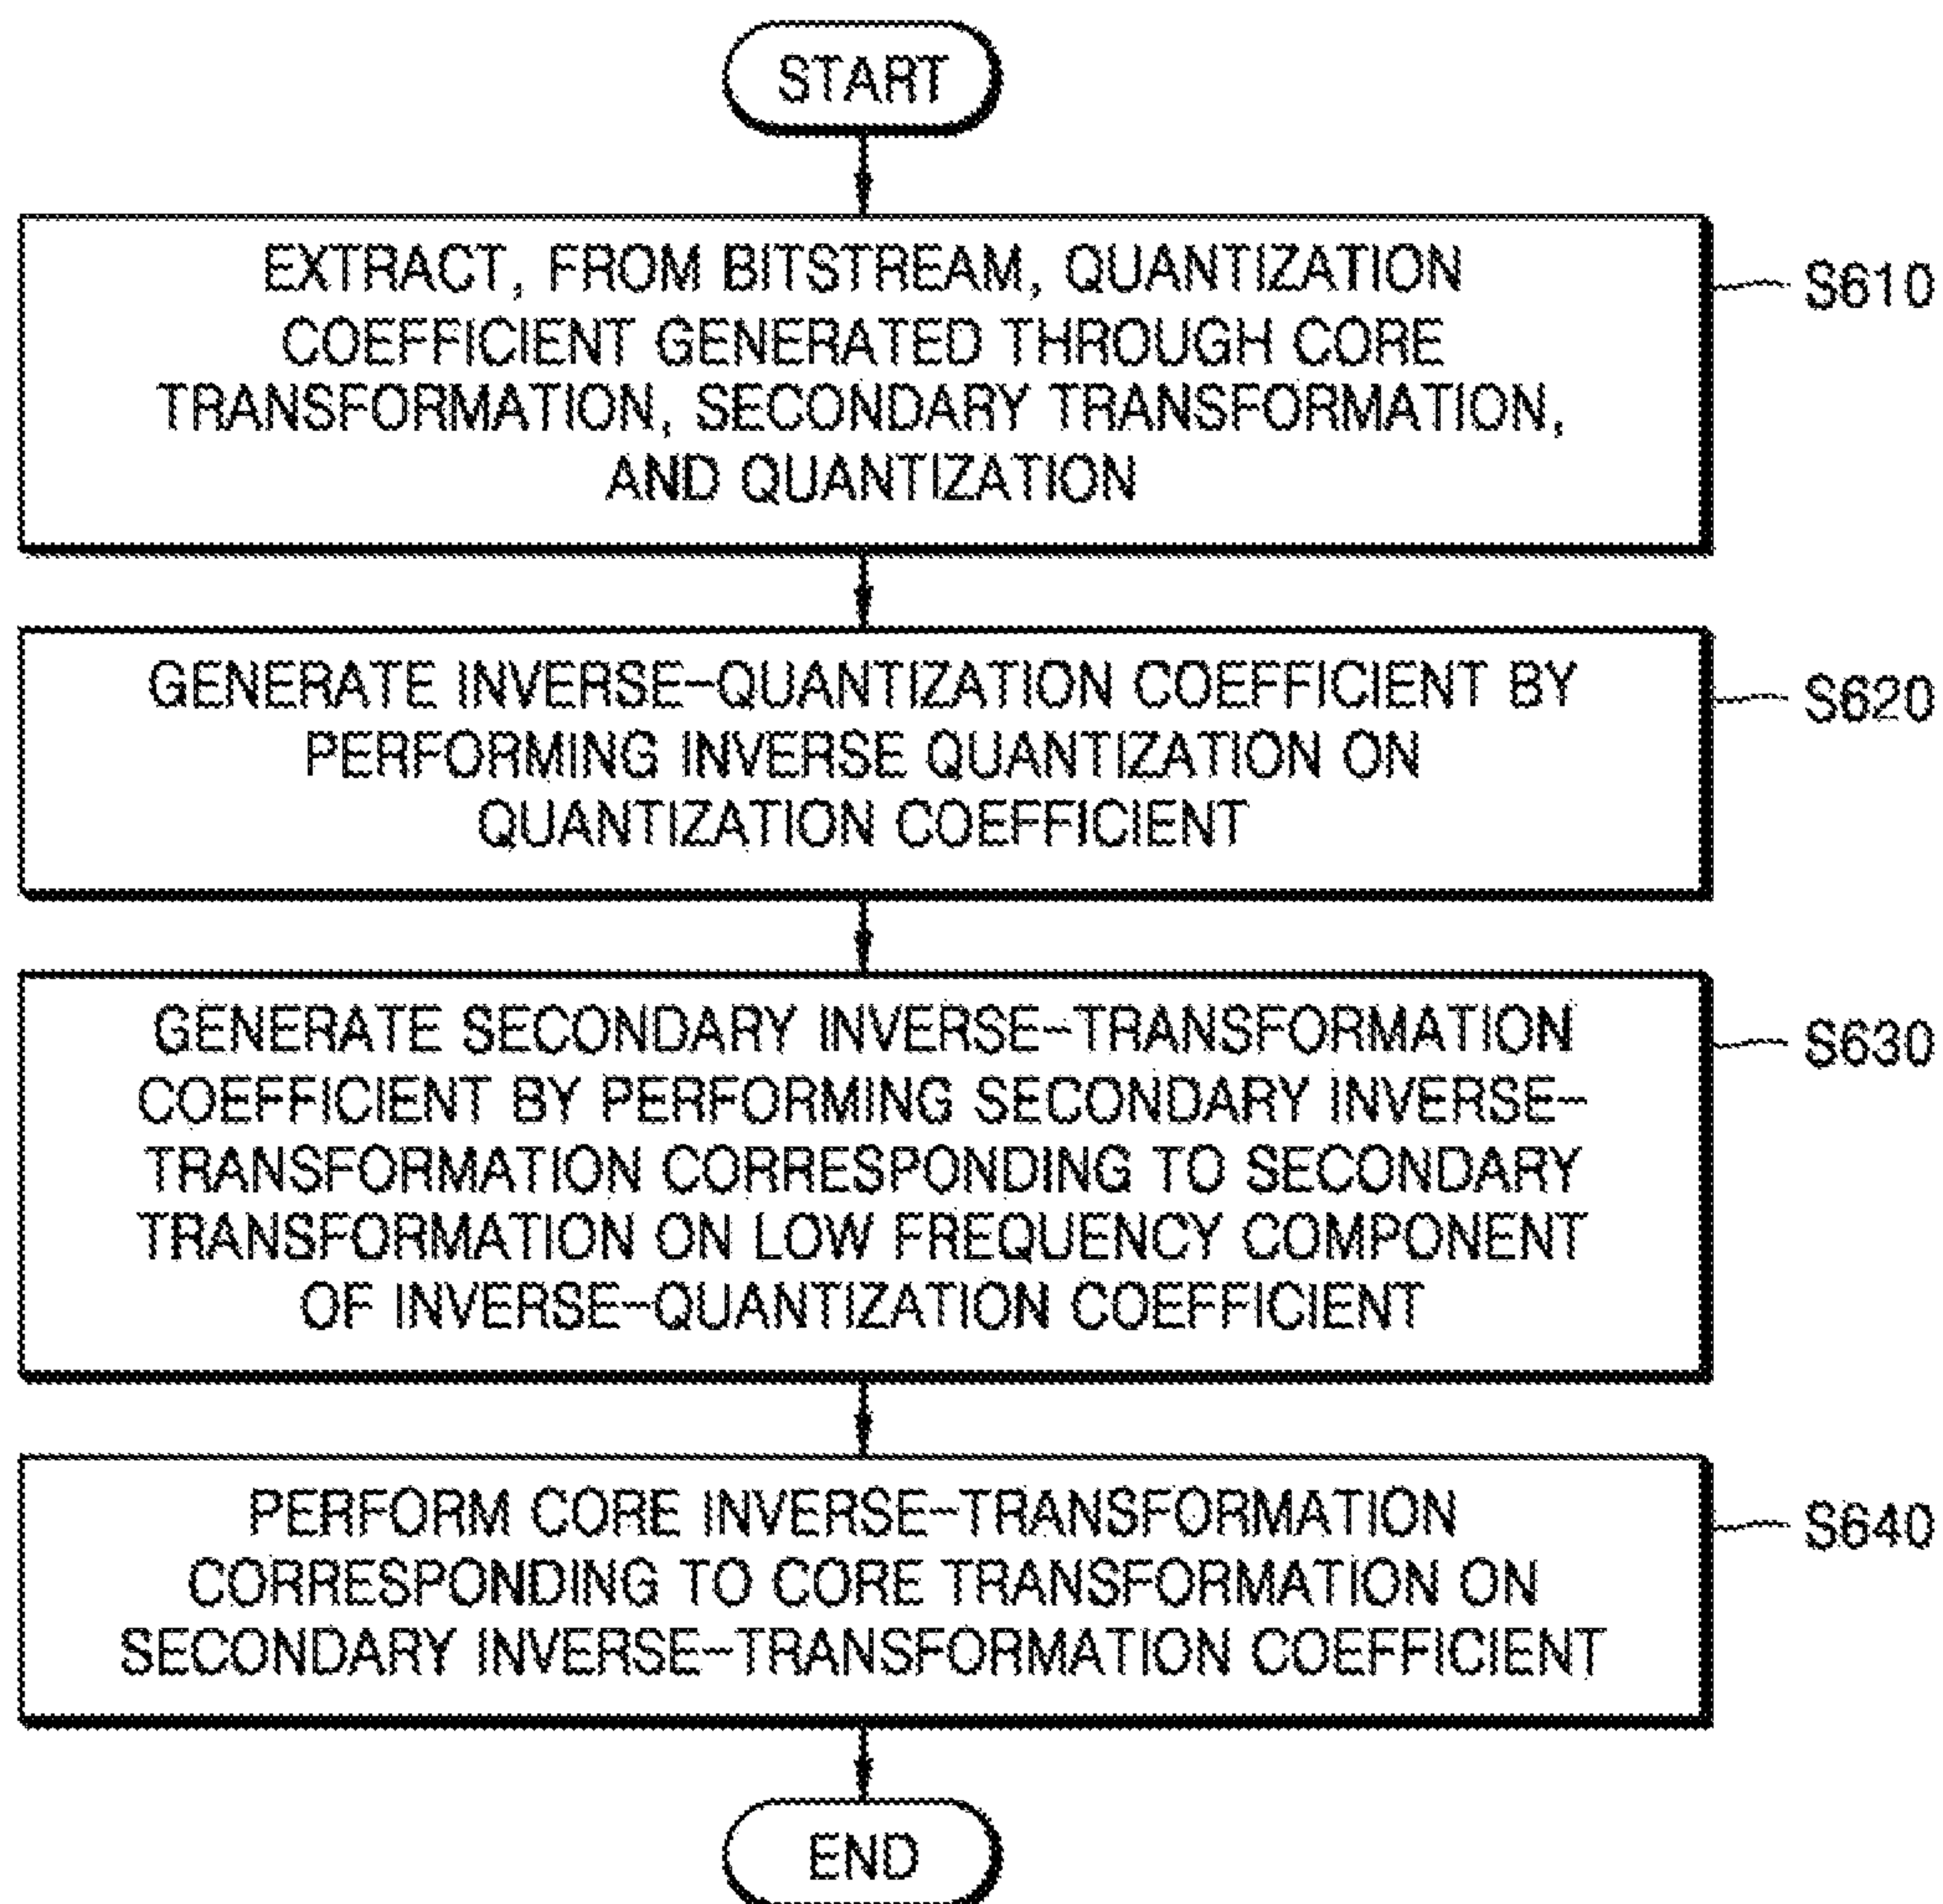 START
EXTRACT, FROM BITSTREAM, QUANTIZATION
COEFFICIENT GENERATED THROUGH CORE
TRANSFORMATION, SECONDARY TRANSFORMATION,
AND QUANTIZATION
S610
GENERATE INVERSE-QUANTIZATION COEFFICIENT BY
PERFORMING INVERSE QUANTIZATION ON
QUANTIZATION COEFFICIENT
S620
GENERATE SECONDARY INVERSE-TRANSFORMATION
COEFFICIENT BY PERFORMING SECONDARY INVERSE-
TRANSFORMATION CORRESPONDING TO SECONDARY
TRANSFORMATION ON LOW FREQUENCY COMPONENT
OF INVERSE-QUANTIZATION COEFFICIENT
S630
PERFORM CORE INVERSE-TRANSFORMATION
CORRESPONDING TO CORE TRANSFORMATION ON
SECONDARY INVERSE-TRANSFORMATION COEFFICIENT
S640
END